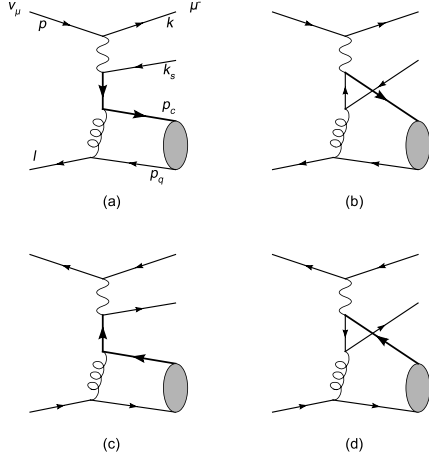 ν_μ p k μ⁻
k_s
p_c
l p_q
(a) (b)
(c) (d)